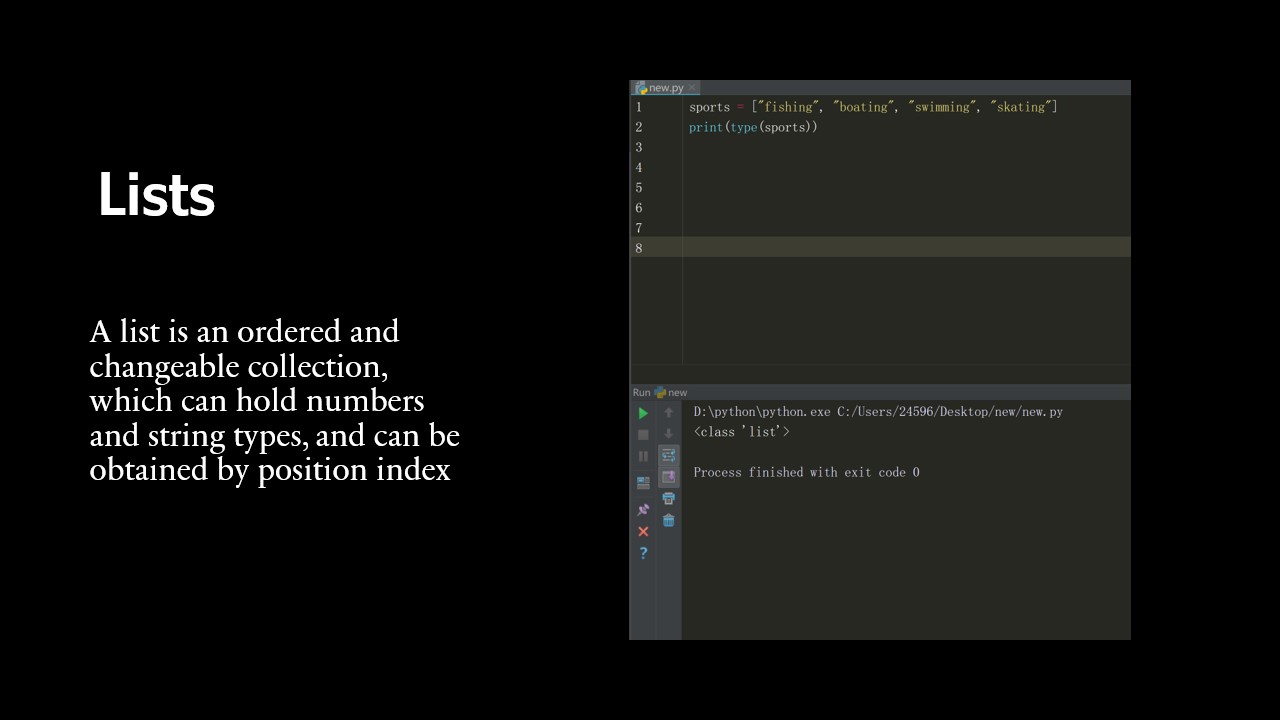 Lists
A list is an ordered and
changeable collection,
which can hold numbers
and string types, and can be
obtained by position index
new.py
1 sports = ["fishing", "boating", "swimming", "skating"]
2 print(type(sports))
3
4
5
6
7
8
Run new
D:\python\python.exe C:/Users/24596/Desktop/new/new.py
<class 'list'>
Process finished with exit code 0